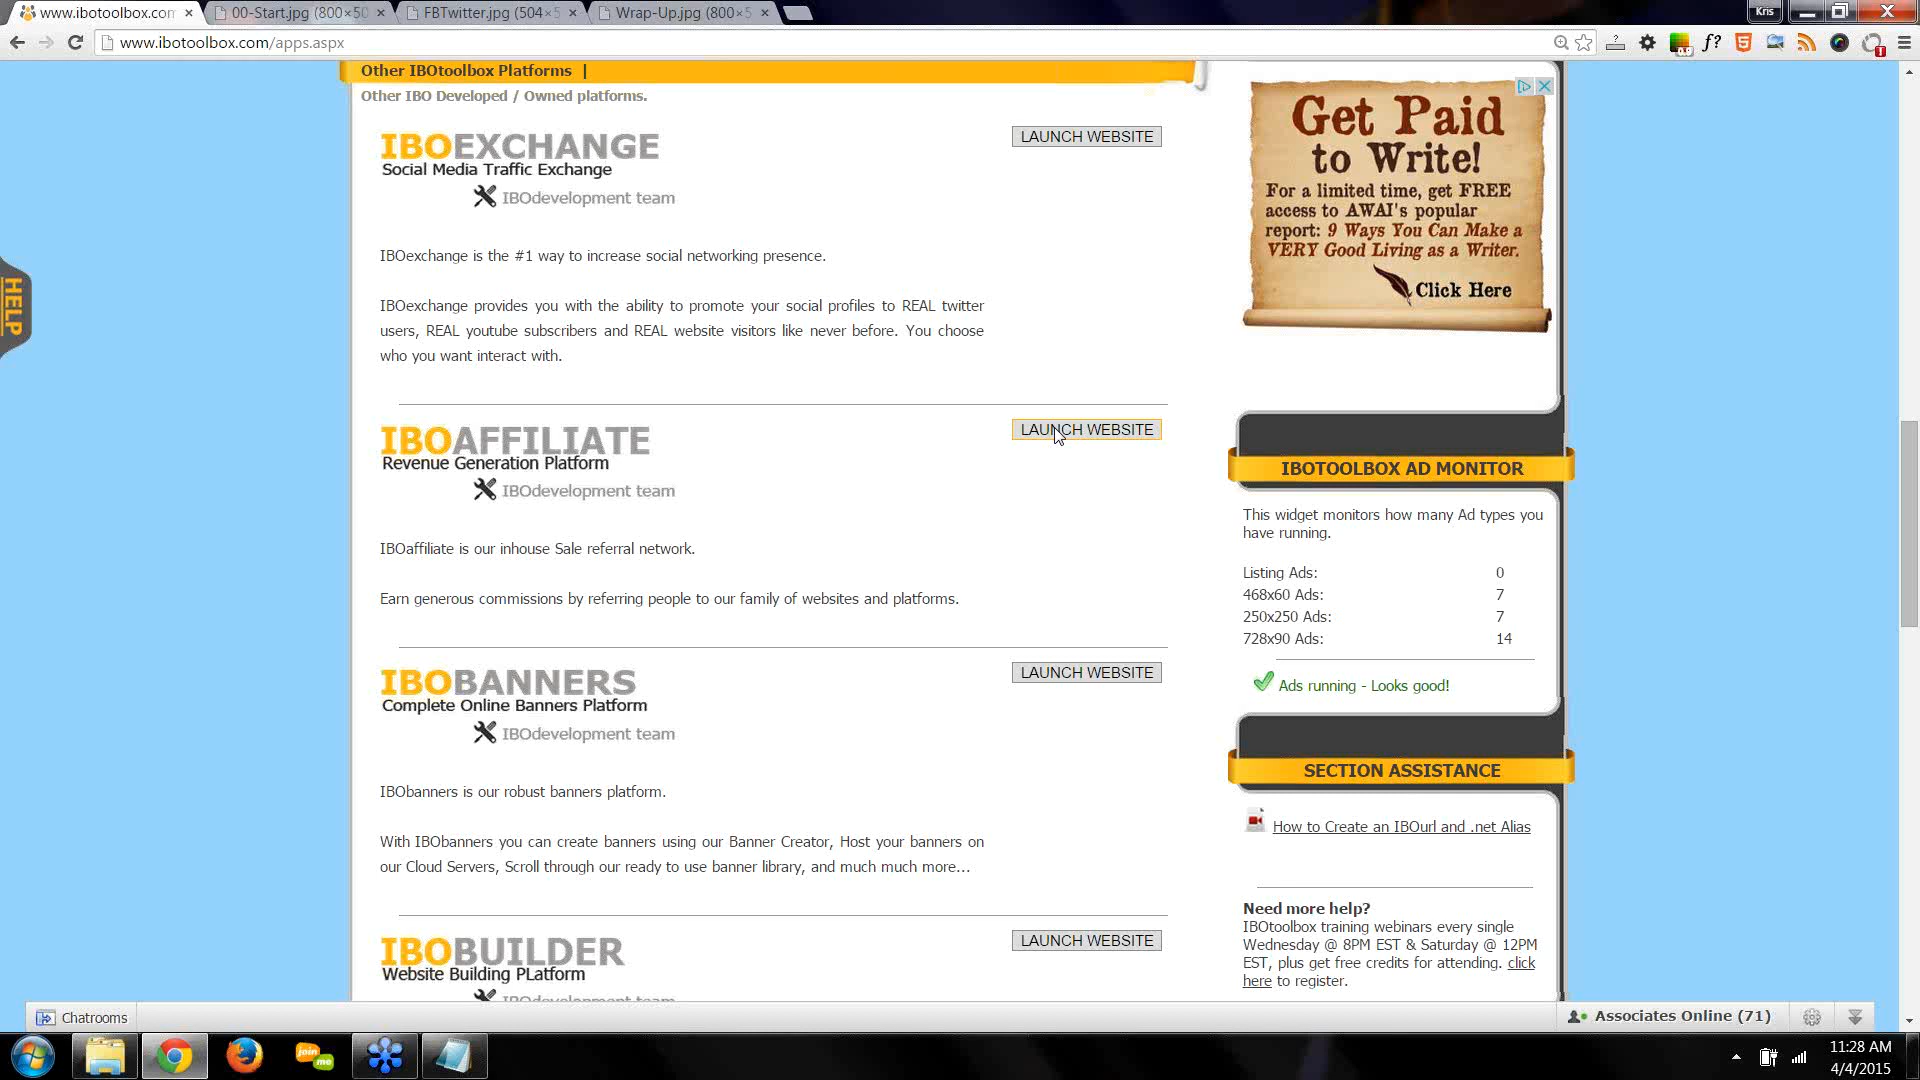 www.ibotoolbox.com
00-Start.jpg (800×50
FBTwitter.jpg (504×5
Wrap-Up.jpg (800×5
Kris
www.ibotoolbox.com/apps.aspx
Other IBOtoolbox Platforms |
Other IBO Developed / Owned platforms.
IBOEXCHANGE
LAUNCH WEBSITE
Social Media Traffic Exchange
IBOdevelopment team
IBOexchange is the #1 way to increase social networking presence.
IBOexchange provides you with the ability to promote your social profiles to REAL twitter
users, REAL youtube subscribers and REAL website visitors like never before. You choose
who you want interact with.
IBOAFFILIATE
LAUNCH WEBSITE
Revenue Generation Platform
IBOdevelopment team
IBOaffiliate is our inhouse Sale referral network.
Earn generous commissions by referring people to our family of websites and platforms.
IBOBANNERS
LAUNCH WEBSITE
Complete Online Banners Platform
IBOdevelopment team
IBObanners is our robust banners platform.
With IBObanners you can create banners using our Banner Creator, Host your banners on
our Cloud Servers, Scroll through our ready to use banner library, and much much more...
IBOBUILDER
LAUNCH WEBSITE
Website Building PLatform
IBOdevelopment team
HELP
Get Paid
to Write!
For a limited time, get FREE
access to AWAI's popular
report: 9 Ways You Can Make a
VERY Good Living as a Writer.
Click Here
IBOTOOLBOX AD MONITOR
This widget monitors how many Ad types you
have running.
Listing Ads: 0
468x60 Ads: 7
250x250 Ads: 7
728x90 Ads: 14
Ads running - Looks good!
SECTION ASSISTANCE
How to Create an IBOurl and .net Alias
Need more help?
IBOtoolbox training webinars every single
Wednesday @ 8PM EST & Saturday @ 12PM
EST, plus get free credits for attending. click
here to register.
Chatrooms
Associates Online (71)
join
me
11:28 AM
4/4/2015